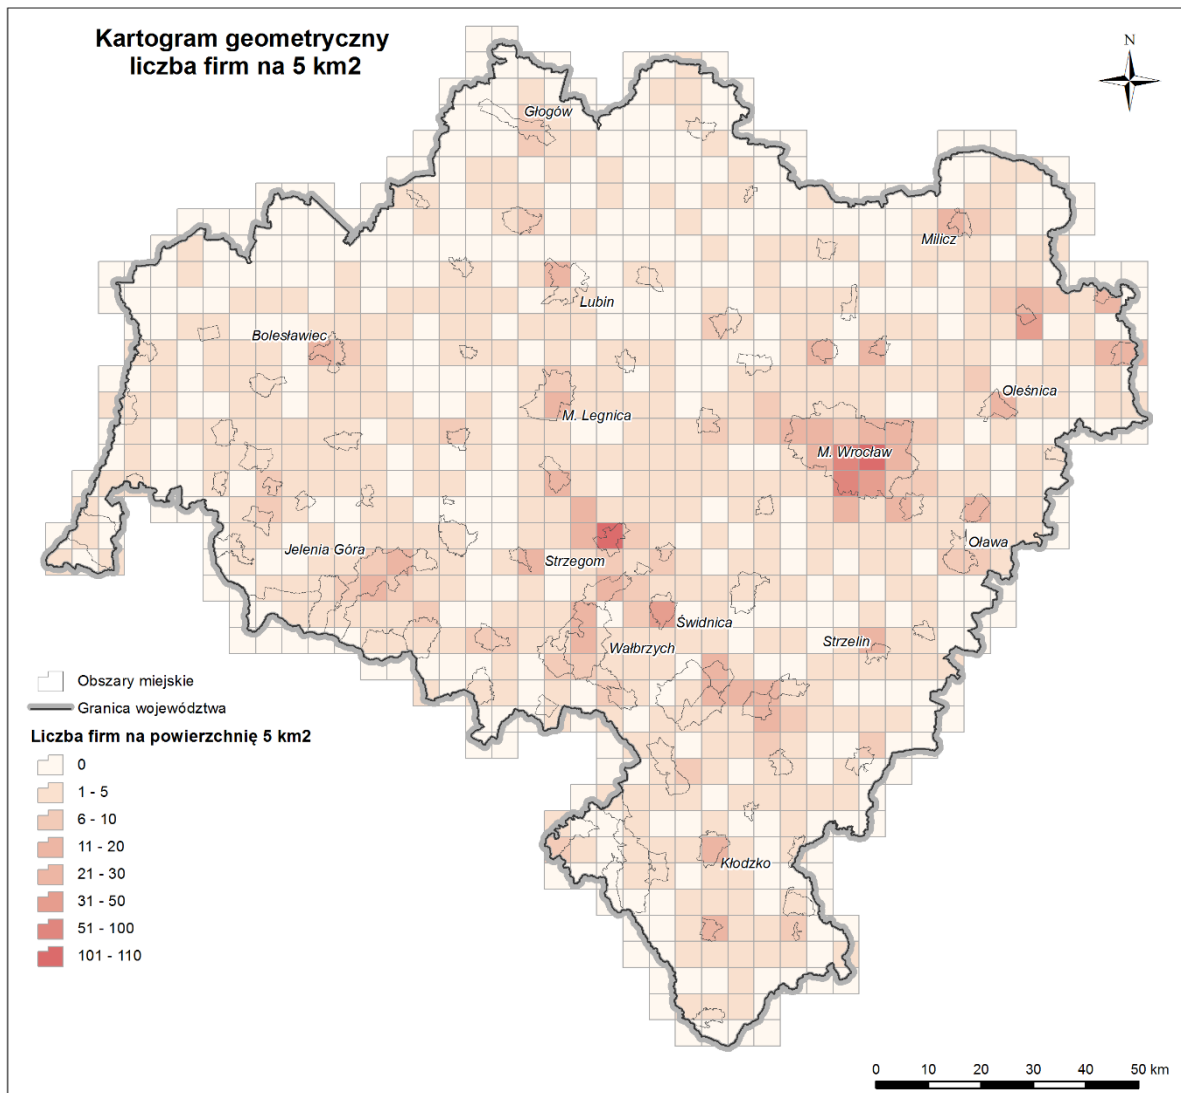 Kartogram geometryczny
liczba firm na 5 km2
N
Głogów
Milicz
Lubin
Bolesławiec
Oleśnica
M. Legnica
M. Wrocław
Oława
Jelenia Góra
Strzegom
Świdnica
Strzelin
Wałbrzych
Kłodzko
Obszary miejskie
Granica województwa
Liczba firm na powierzchnię 5 km2
0
1 - 5
6 - 10
11 - 20
21 - 30
31 - 50
51 - 100
101 - 110
0 10 20 30 40 50 km